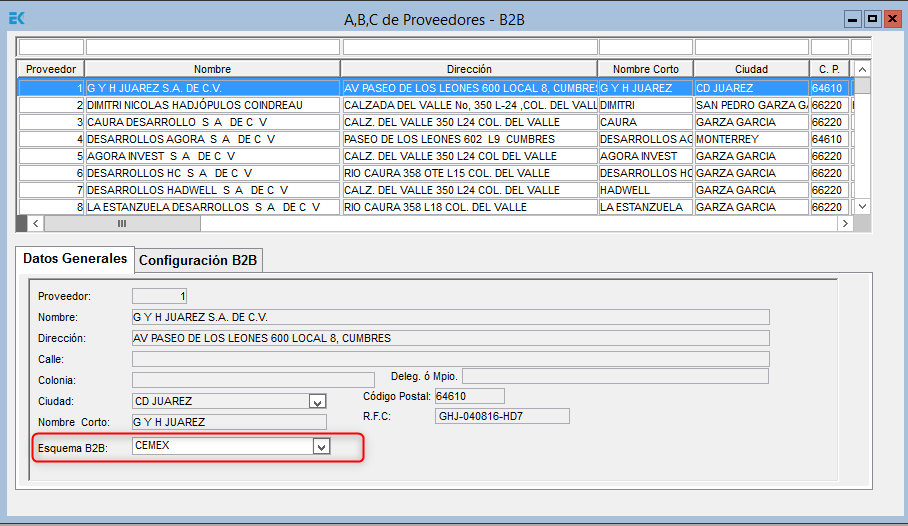 EK A,B,C de Proveedores - B2B
Proveedor Nombre Dirección Nombre Corto Ciudad C. P.
1 G Y H JUAREZ S.A. DE C.V. AV PASEO DE LOS LEONES 600 LOCAL 8, CUMBRES G Y H JUAREZ CD JUAREZ 64610
2 DIMITRI NICOLAS HADJÓPULOS COINDREAU CALZADA DEL VALLE No, 350 L-24 ,COL. DEL VALL DIMITRI SAN PEDRO GARZA GA 66220
3 CAURA DESARROLLO S A DE C V CALZ. DEL VALLE 350 L24 COL. DEL VALLE CAURA GARZA GARCIA 66220
4 DESARROLLOS AGORA S A DE C V PASEO DE LOS LEONES 602 L9 CUMBRES DESARROLLOS AG MONTERREY 64610
5 AGORA INVEST S A DE C V CALZ. DEL VALLE 350 L24 COL DEL VALLE AGORA INVEST GARZA GARCIA 66220
6 DESARROLLOS HC S A DE C V RIO CAURA 358 OTE L15 COL. DEL VALLE DESARROLLOS HC GARZA GARCIA 66220
7 DESARROLLOS HADWELL S A DE C V CALZ. DEL VALLE 350 L24 COL. DEL VALLE HADWELL GARZA GARCIA 66220
8 LA ESTANZUELA DESARROLLOS S A DE C V RIO CAURA 358 L18 COL. DEL VALLE LA ESTANZUELA GARZA GARCIA 66220
Datos Generales Configuración B2B
Proveedor: 1
Nombre: G Y H JUAREZ S.A. DE C.V.
Dirección: AV PASEO DE LOS LEONES 600 LOCAL 8, CUMBRES
Calle:
Colonia: Deleg. ó Mpio.
Ciudad: CD JUAREZ Código Postal: 64610
Nombre Corto: G Y H JUAREZ R.F.C: GHJ-040816-HD7
Esquema B2B: CEMEX